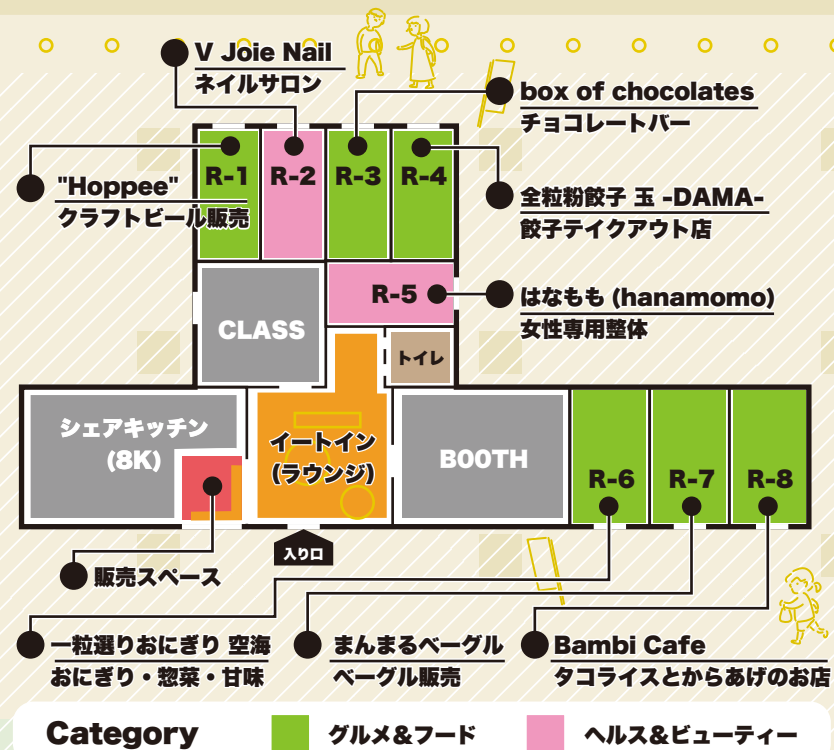 V Joie Nail
ネイルサロン
box of chocolates
チョコレートバー
"Hoppee"
クラフトビール販売
R-1
R-2
R-3
R-4
全粒粉餃子 玉 -DAMA-
餃子テイクアウト店
R-5
はなもも (hanamomo)
女性専用整体
CLASS
トイレ
シェアキッチン
(8K)
イートイン
(ラウンジ)
BOOTH
R-6
R-7
R-8
入り口
販売スペース
一粒選りおにぎり 空海
おにぎり・惣菜・甘味
まんまるベーグル
ベーグル販売
Bambi Cafe
タコライスとからあげのお店
Category
グルメ&フード
ヘルス&ビューティー